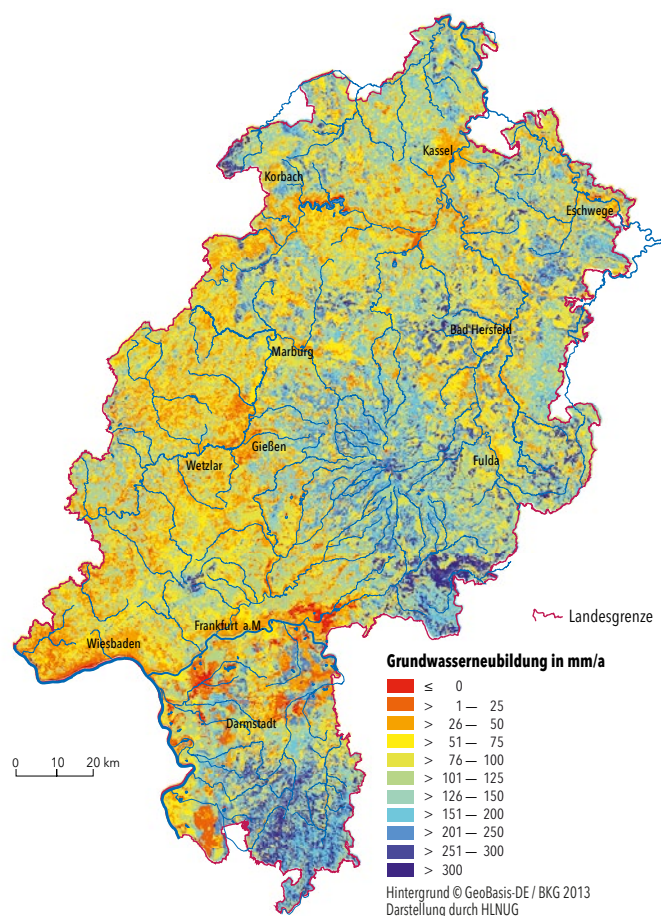 Kassel
Korbach
Eschwege
Bad Hersfeld
Marburg
Gießen
Wetzlar
Fulda
Landesgrenze
Frankfurt a.M.
Wiesbaden
Darmstadt
0 10 20 km
Grundwasserneubildung in mm/a
≤ 0
> 1 — 25
> 26 — 50
> 51 — 75
> 76 — 100
> 101 — 125
> 126 — 150
> 151 — 200
> 201 — 250
> 251 — 300
> 300
Hintergrund © GeoBasis-DE / BKG 2013
Darstellung durch HLNUG